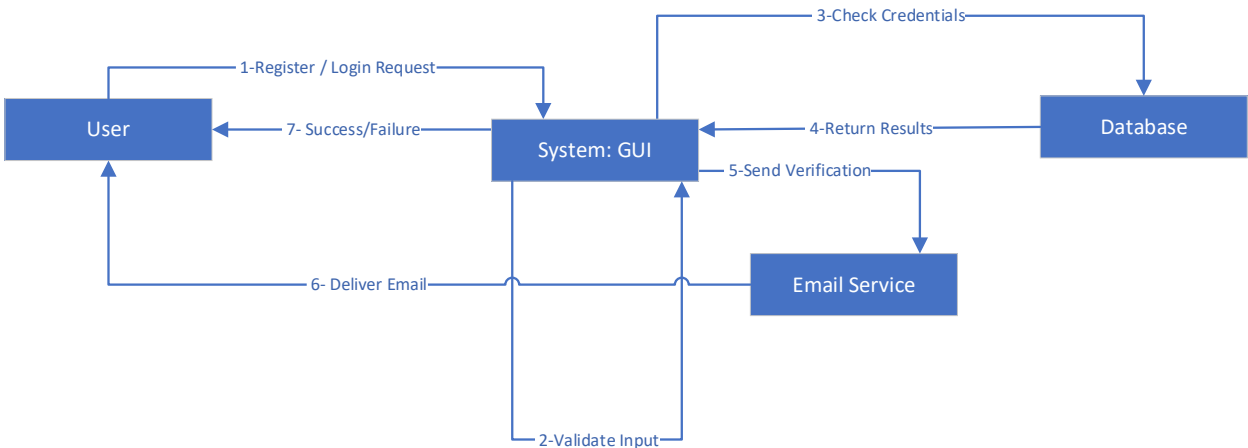 3-Check Credentials
1-Register / Login Request
User
7- Success/Failure
System: GUI
4-Return Results
Database
5-Send Verification
6- Deliver Email
Email Service
2-Validate Input